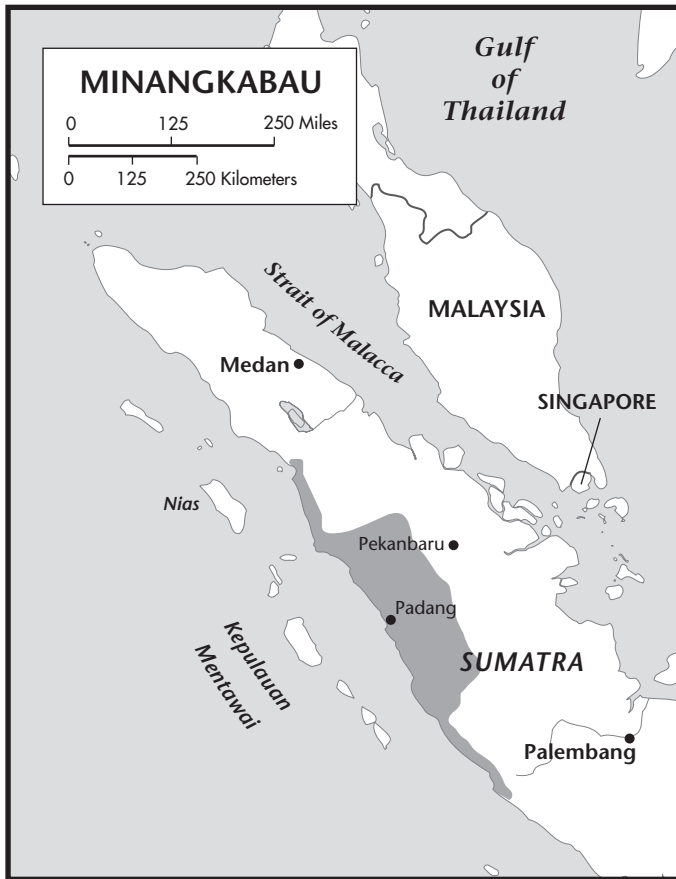 MINANGKABAU
0 125 250 Miles
0 125 250 Kilometers
Gulf
of
Thailand
Strait of Malacca
MALAYSIA
Medan
SINGAPORE
Nias
Pekanbaru
Padang
Kepulauan
Mentawai
SUMATRA
Palembang